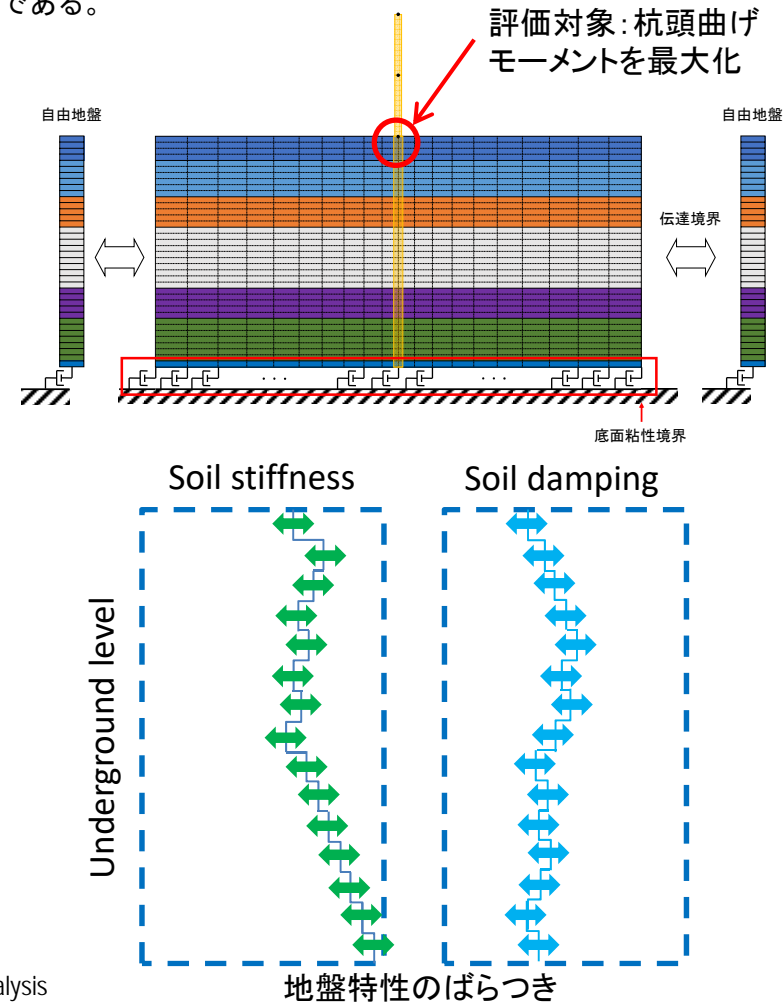 である。
評価対象：杭頭曲げ
モーメントを最大化
自由地盤
自由地盤
伝達境界
・・・
・・・
底面粘性境界
Soil stiffness
Soil damping
Underground level
地盤特性のばらつき
alysis